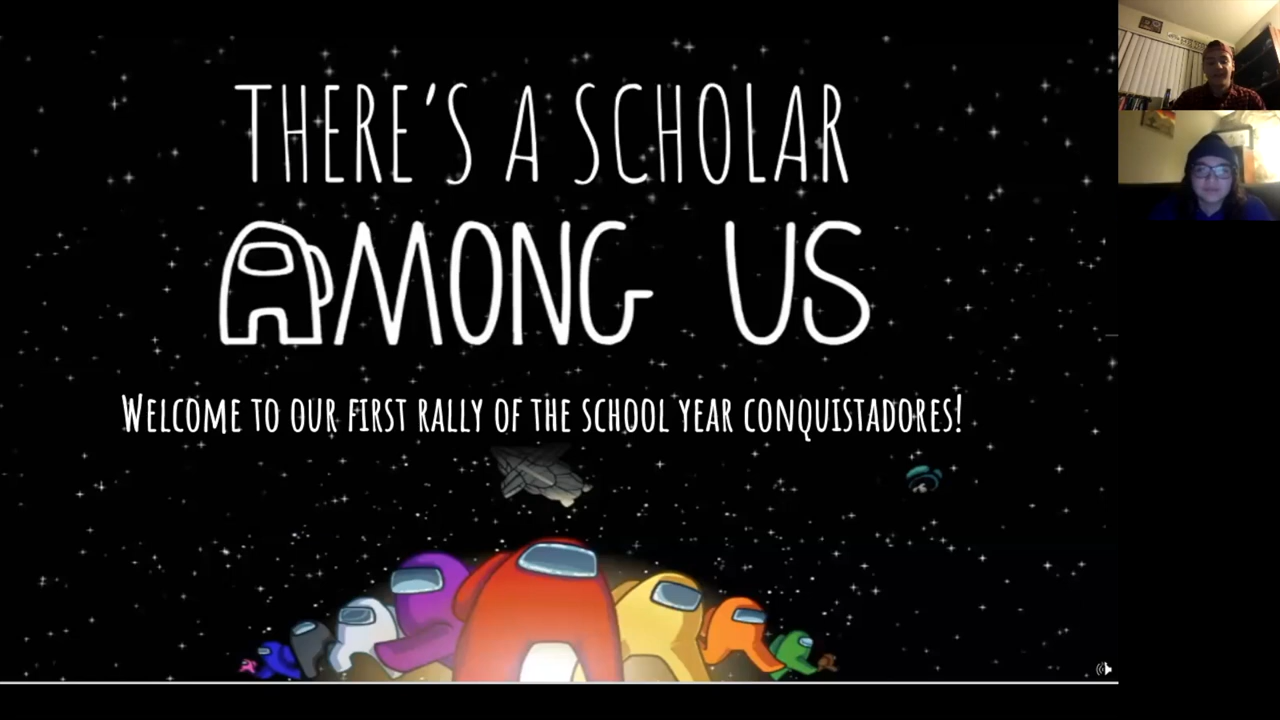 THERE'S A SCHOLAR
AMONG US
WELCOME TO OUR FIRST RALLY OF THE SCHOOL YEAR CONQUISTADORES!